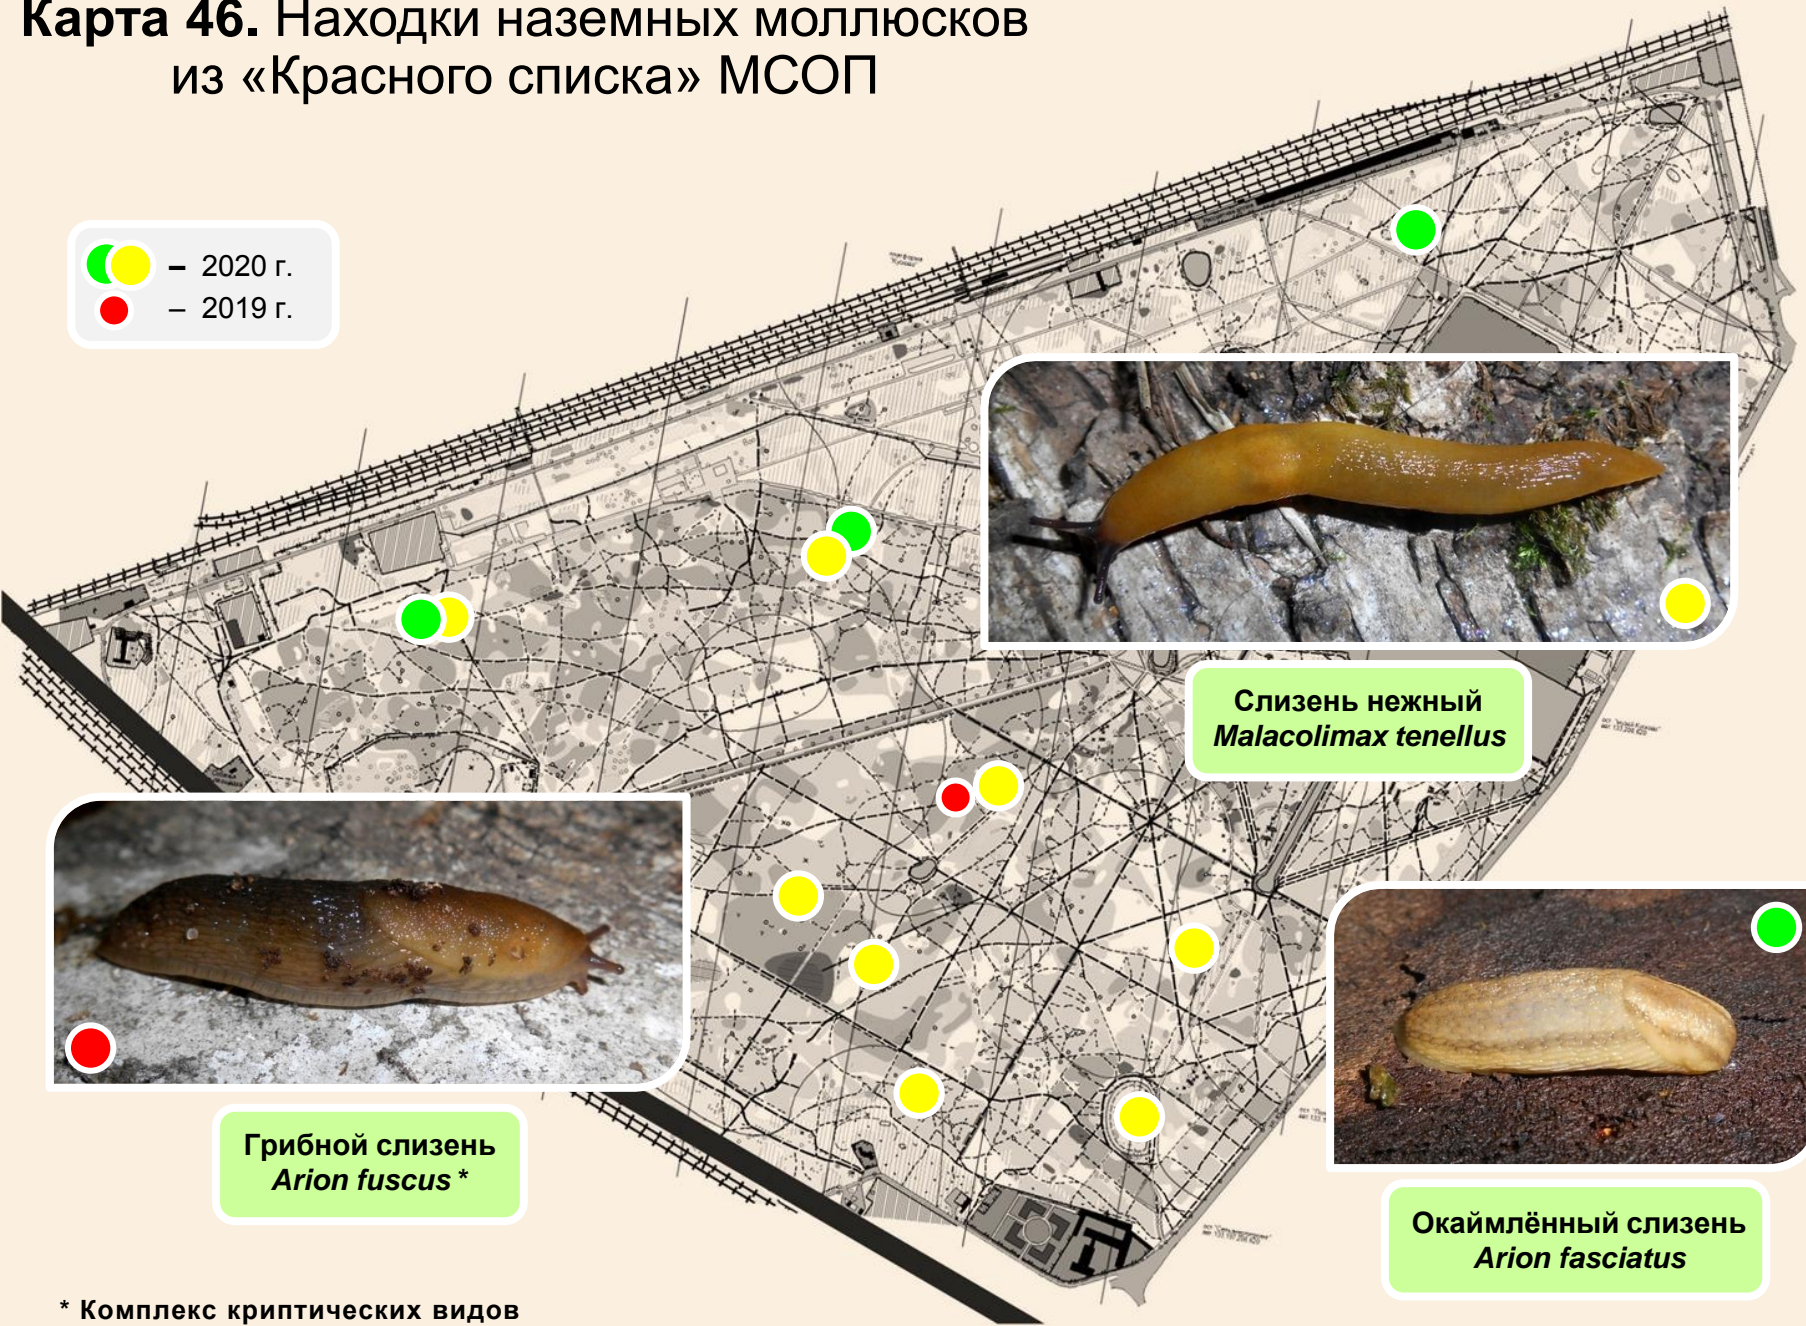 Карта 46. Находки наземных моллюсков
из «Красного списка» МСОП
– 2020 г.
– 2019 г.
Слизень нежный
Malacolimax tenellus
Грибной слизень
Arion fuscus *
Окаймлённый слизень
Arion fasciatus
* Комплекс криптических видов